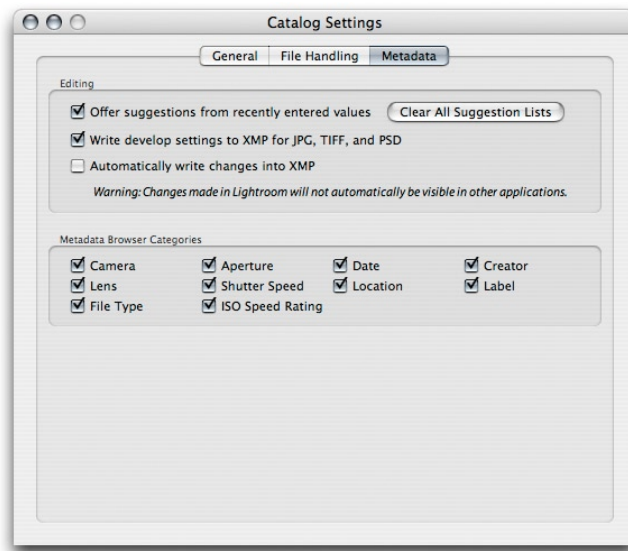 Catalog Settings
General File Handling Metadata
Editing
Offer suggestions from recently entered values Clear All Suggestion Lists
Write develop settings to XMP for JPG, TIFF, and PSD
Automatically write changes into XMP
Warning: Changes made in Lightroom will not automatically be visible in other applications.
Metadata Browser Categories
Camera Aperture Date Creator
Lens Shutter Speed Location Label
File Type ISO Speed Rating